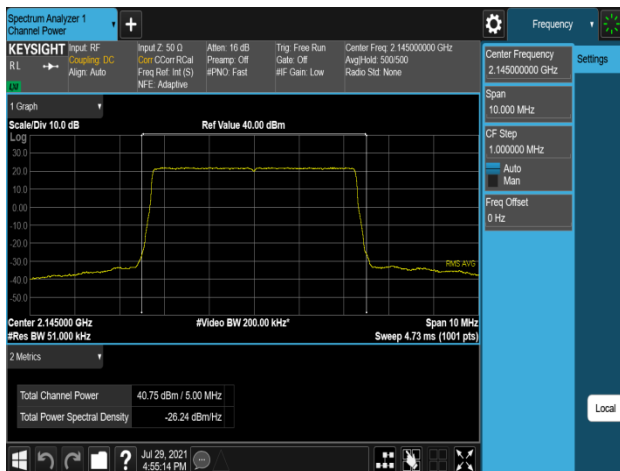 Spectrum Analyzer 1
Channel Power
Frequency
KEYSIGHT
RL
LW
Input: RF
Coupling: DC
Align: Auto
Input Z: 50 Ω
Corr CCorr RCal
Freq Ref: Int (S)
NFE: Adaptive
Atten: 16 dB
Preamp: Off
#PNO: Fast
Trig: Free Run
Gate: Off
#IF Gain: Low
Center Freq: 2.145000000 GHz
Avg|Hold: 500/500
Radio Std: None
Center Frequency
2.145000000 GHz
Settings
Span
10.000 MHz
CF Step
1.000000 MHz
Auto
Man
Freq Offset
0 Hz
Local
1 Graph
Scale/Div 10.0 dB
Ref Value 40.00 dBm
Log
30.0
20.0
10.0
0.00
-10.0
-20.0
-30.0
-40.0
-50.0
RMS AVG
Center 2.145000 GHz
#Video BW 200.00 kHz*
Span 10 MHz
#Res BW 51.000 kHz
Sweep 4.73 ms (1001 pts)
2 Metrics
Total Channel Power 40.75 dBm / 5.00 MHz
Total Power Spectral Density -26.24 dBm/Hz
?
Jul 29, 2021
4:55:14 PM